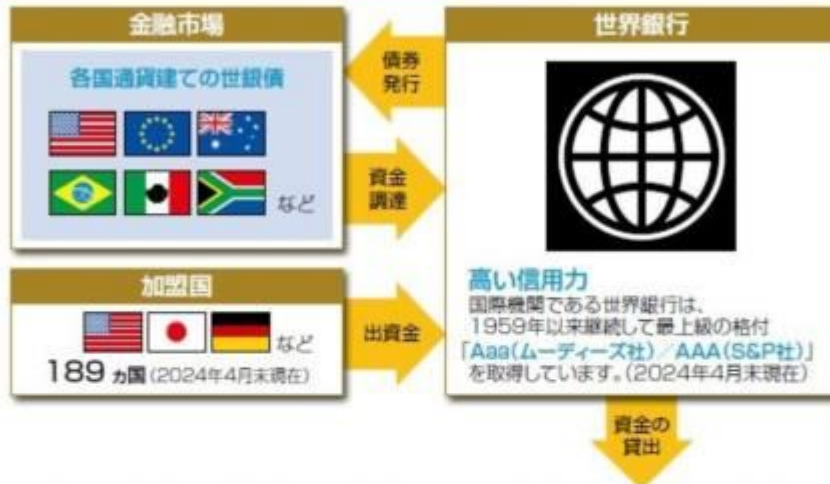 金融市場
各国通貨建ての世銀債
など
債券
発行
資金
調達
世界銀行
高い信用力
国際機関である世界銀行は、
1959年以来継続して最上級の格付
「Aaa(ムーディーズ社)/AAA(S&P社)」
を取得しています。(2024年4月末現在)
加盟国
など
189 カ国(2024年4月末現在)
出資金
資金の
貸出